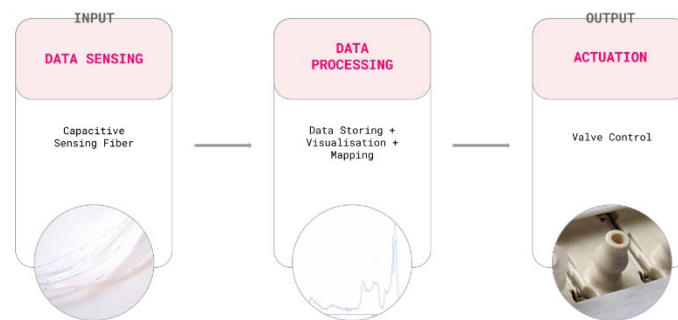 INPUT
DATA SENSING
Capacitive
Sensing Fiber
DATA
PROCESSING
Data Storing +
Visualisation +
Mapping
OUTPUT
ACTUATION
Valve Control